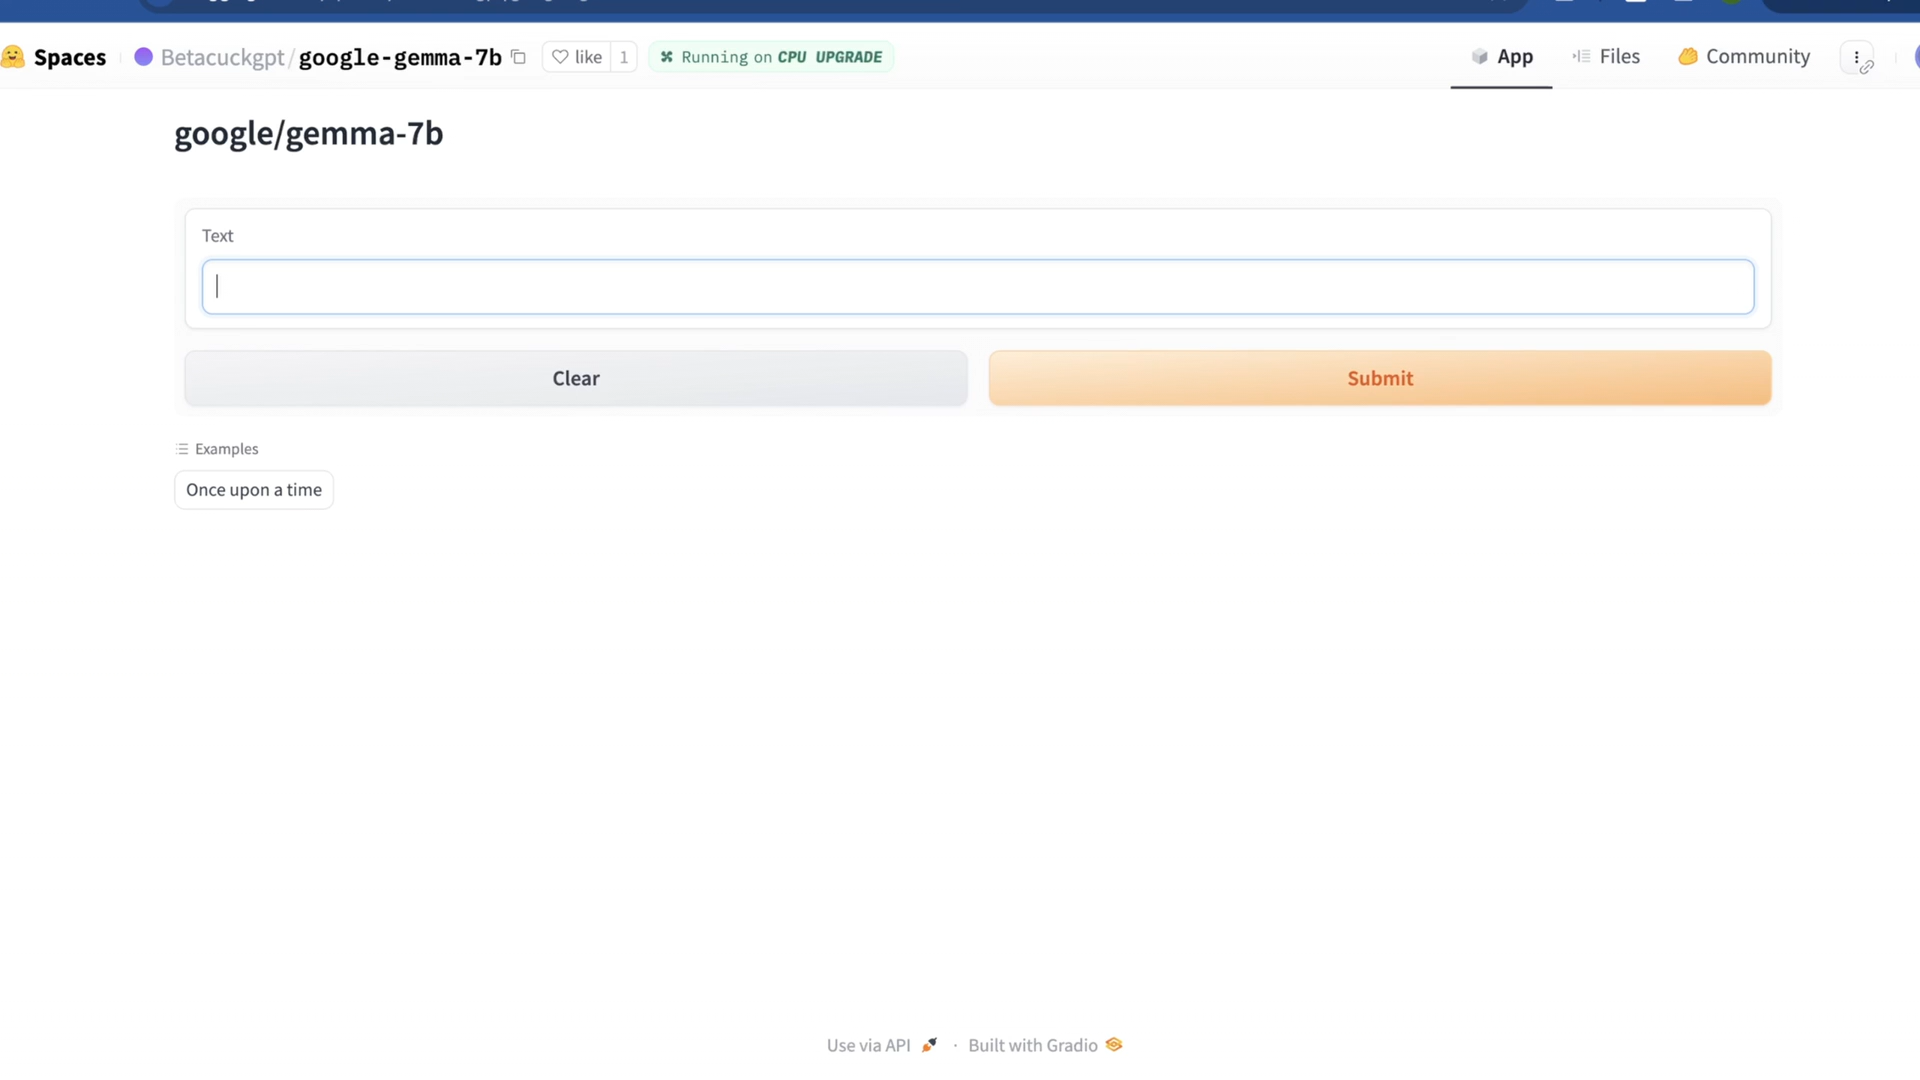 Spaces Betacuckgpt/google-gemma-7b like 1 Running on CPU UPGRADE App Files Community
google/gemma-7b
Text
Clear Submit
Examples
Once upon a time
Use via API · Built with Gradio